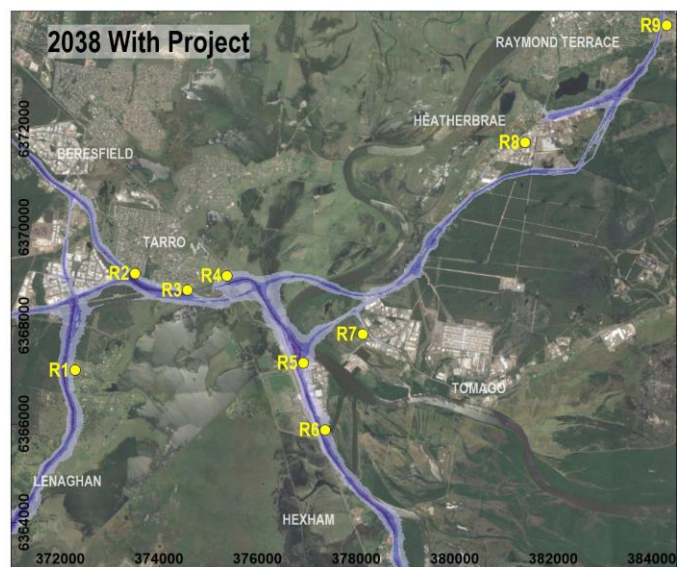 2038 With Project
RAYMOND TERRACE
R9
HEATHERBRAE
R8
BERESFIELD
TARRO
R2
R3
R4
R7
R5
R1
TOMAGO
R6
LENAGHAN
HEXHAM
6372000
6370000
6368000
6366000
6364000
372000 374000 376000 378000 380000 382000 384000